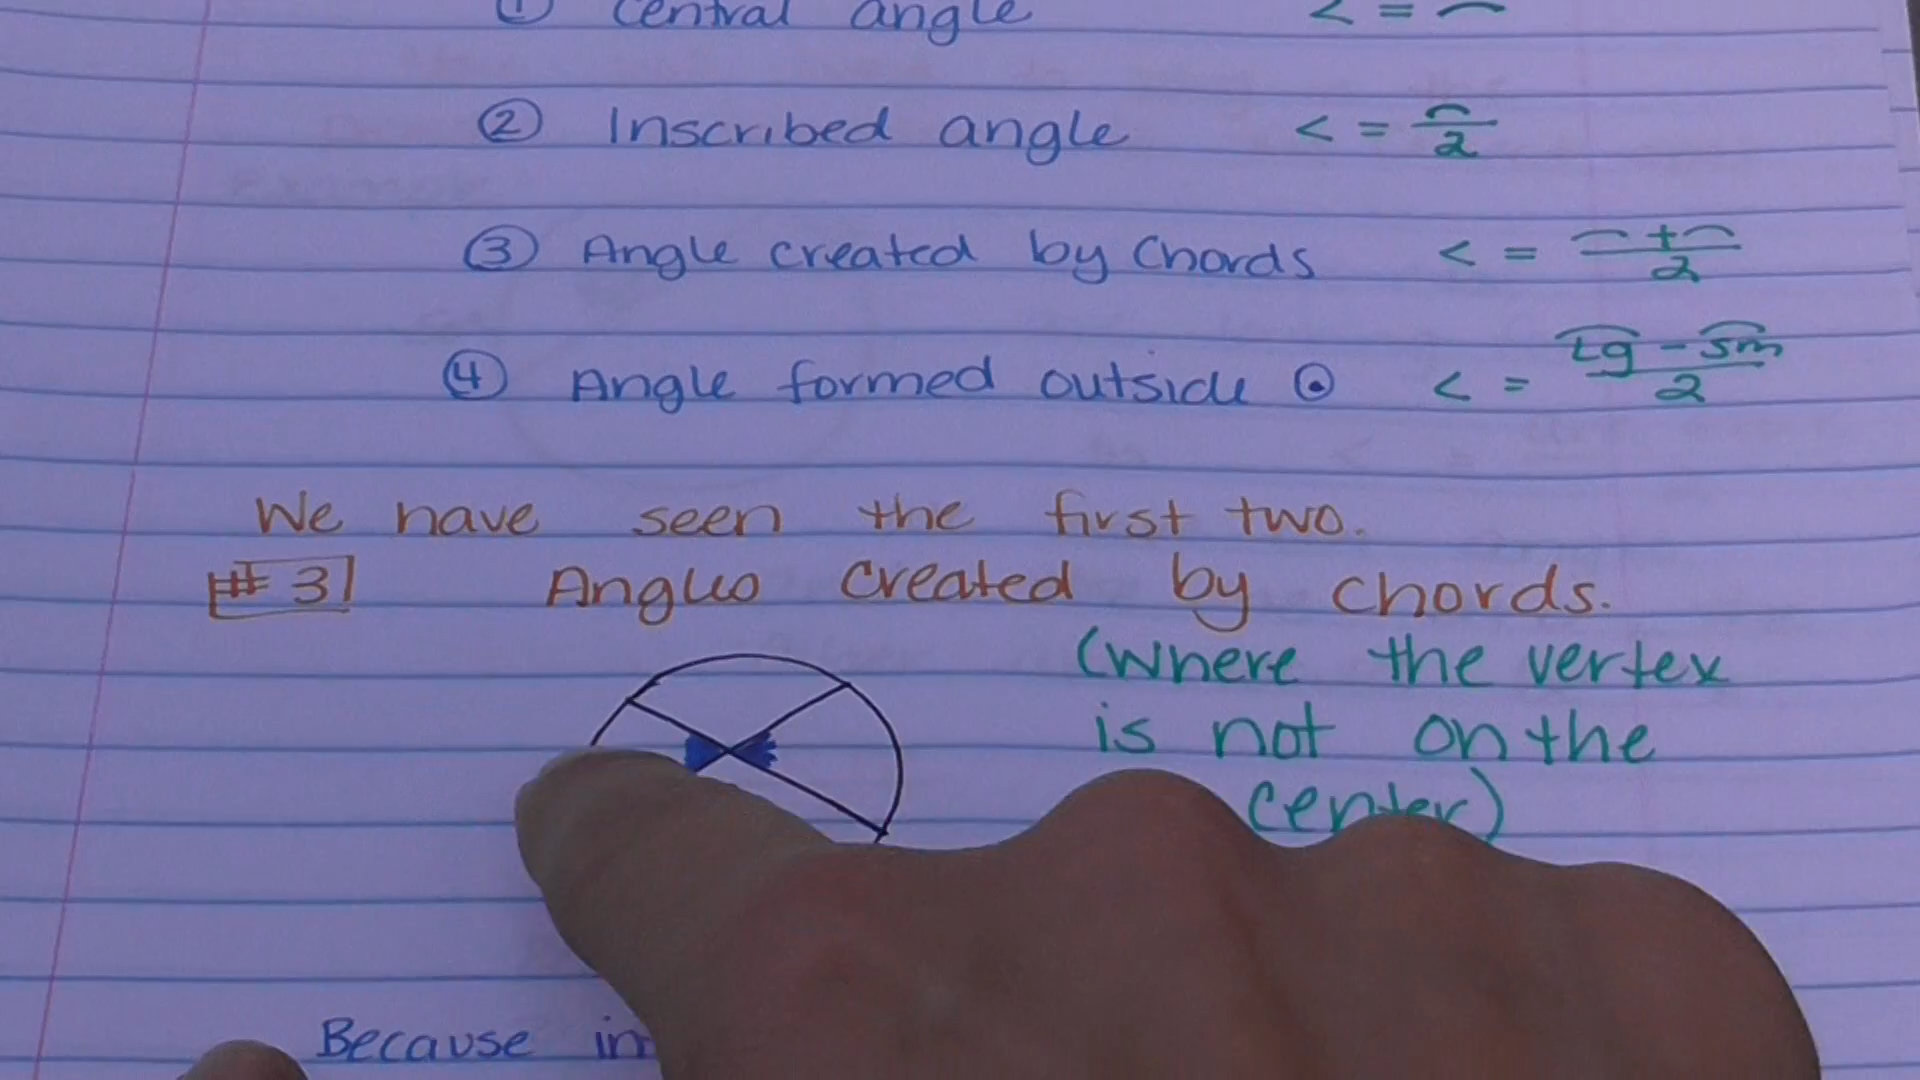 ① Central angle < = ⌒
② Inscribed angle < = ⌒/2
③ Angle created by Chords < = ⌒ + ⌒/2
④ Angle formed outside ⊙ < = Lg - Sm/2
We have seen the first two.
#3 Angles created by chords.
(Where the vertex
is not on the
center)
Because